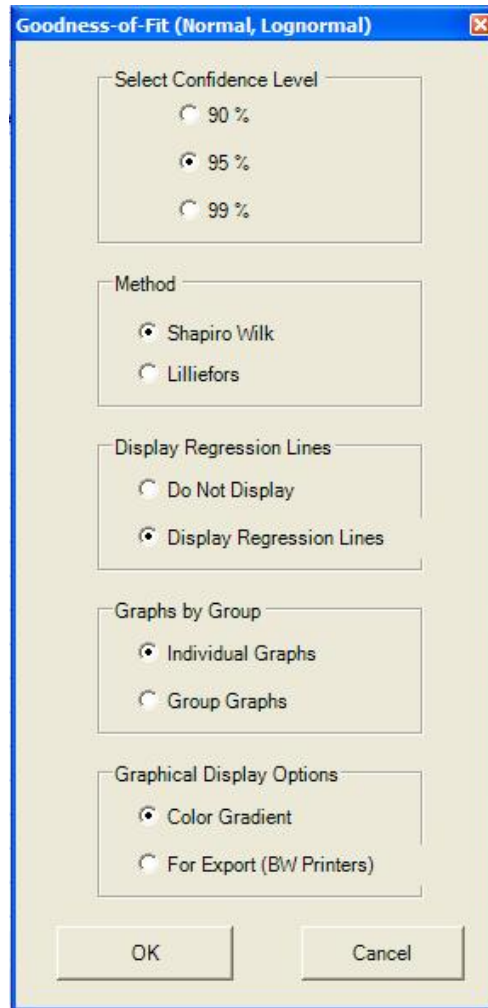 Goodness-of-Fit (Normal, Lognormal)
Select Confidence Level
90 %
95 %
99 %
Method
Shapiro Wilk
Lilliefors
Display Regression Lines
Do Not Display
Display Regression Lines
Graphs by Group
Individual Graphs
Group Graphs
Graphical Display Options
Color Gradient
For Export (BW Printers)
OK Cancel